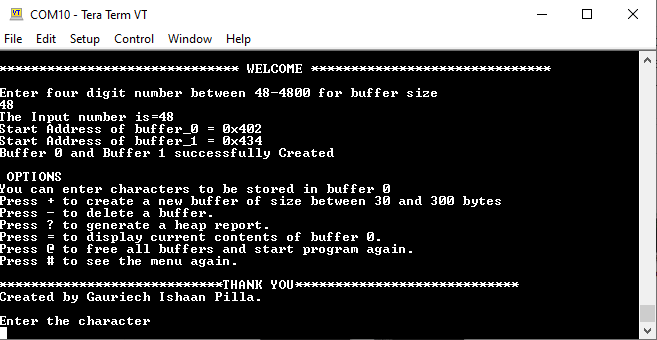 COM10 - Tera Term VT
File Edit Setup Control Window Help
****************************** WELCOME ******************************
Enter four digit number between 48-4800 for buffer size
48
The Input number is=48
Start Address of buffer_0 = 0x402
Start Address of buffer_1 = 0x434
Buffer 0 and Buffer 1 successfully Created
OPTIONS
You can enter characters to be stored in buffer 0
Press + to create a new buffer of size between 30 and 300 bytes
Press - to delete a buffer.
Press ? to generate a heap report.
Press = to display current contents of buffer 0.
Press @ to free all buffers and start program again.
Press # to see the menu again.
****************************THANK YOU****************************
Created by Gauriech Ishaan Pilla.
Enter the character